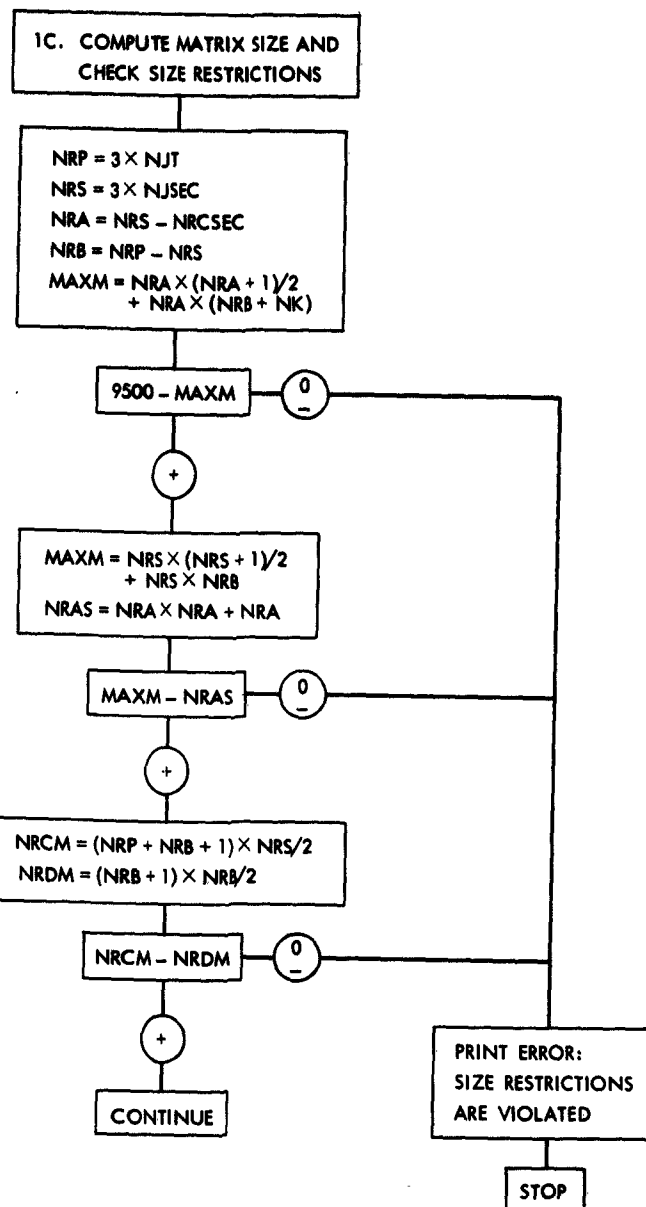 1C. COMPUTE MATRIX SIZE AND
CHECK SIZE RESTRICTIONS
NRP = 3 × NJT
NRS = 3 × NJSEC
NRA = NRS – NRCSEC
NRB = NRP – NRS
MAXM = NRA × (NRA + 1)/2
+ NRA × (NRB + NK)
9500 – MAXM
0
–
+
MAXM = NRS × (NRS + 1)/2
+ NRS × NRB
NRAS = NRA × NRA + NRA
MAXM – NRAS
0
–
+
NRCM = (NRP + NRB + 1) × NRS/2
NRDM = (NRB + 1) × NRB/2
NRCM – NRDM
0
–
+
CONTINUE
PRINT ERROR:
SIZE RESTRICTIONS
ARE VIOLATED
STOP